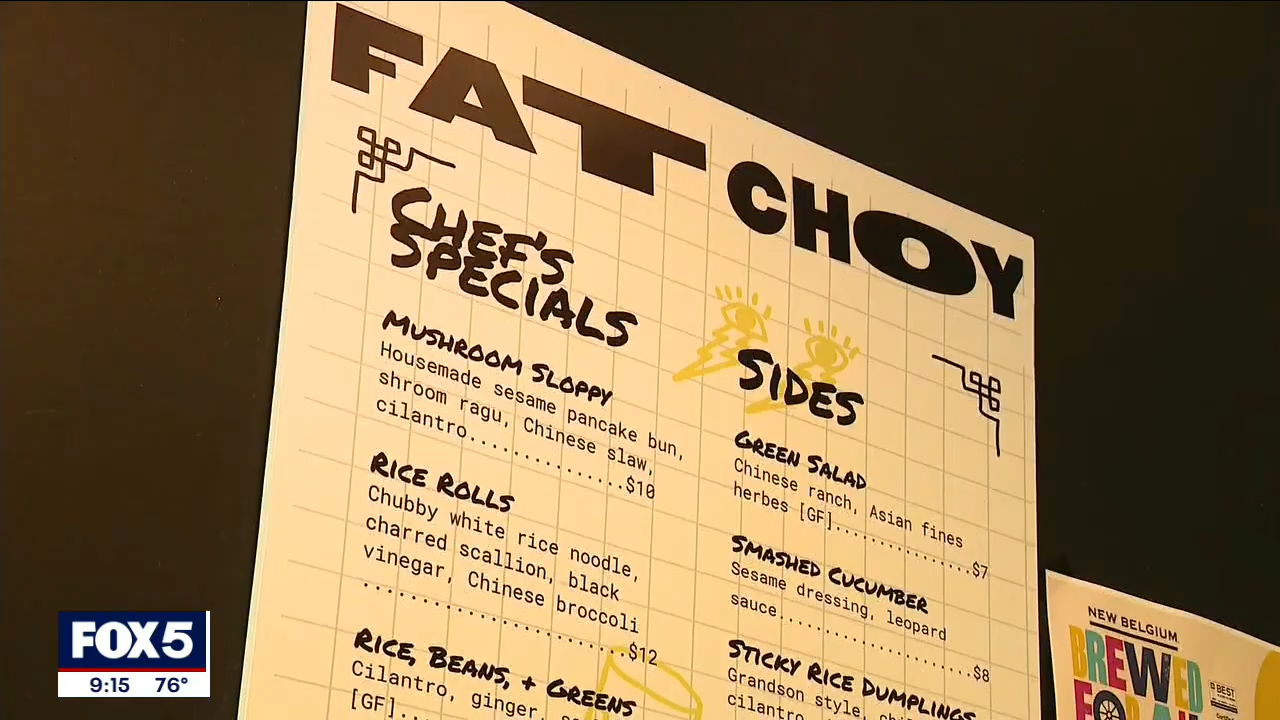 FAT CHOY
CHEF'S
SPECIALS
MUSHROOM SLOPPY
Housemade sesame pancake bun,
shroom ragu, Chinese slaw,
cilantro..............$10
RICE ROLLS
Chubby white rice noodle,
charred scallion, black
vinegar, Chinese broccoli
......................$12
RICE, BEANS, + GREENS
Cilantro, ginger,
[GF]...
SIDES
GREEN SALAD
Chinese ranch, Asian fines
herbes [GF]...............$7
SMASHED CUCUMBER
Sesame dressing, leopard
sauce.....................$8
STICKY RICE DUMPLINGS
Grandson style,
cilantro
NEW BELGIUM
BREWED
BEST
FOX 5
9:15 76°